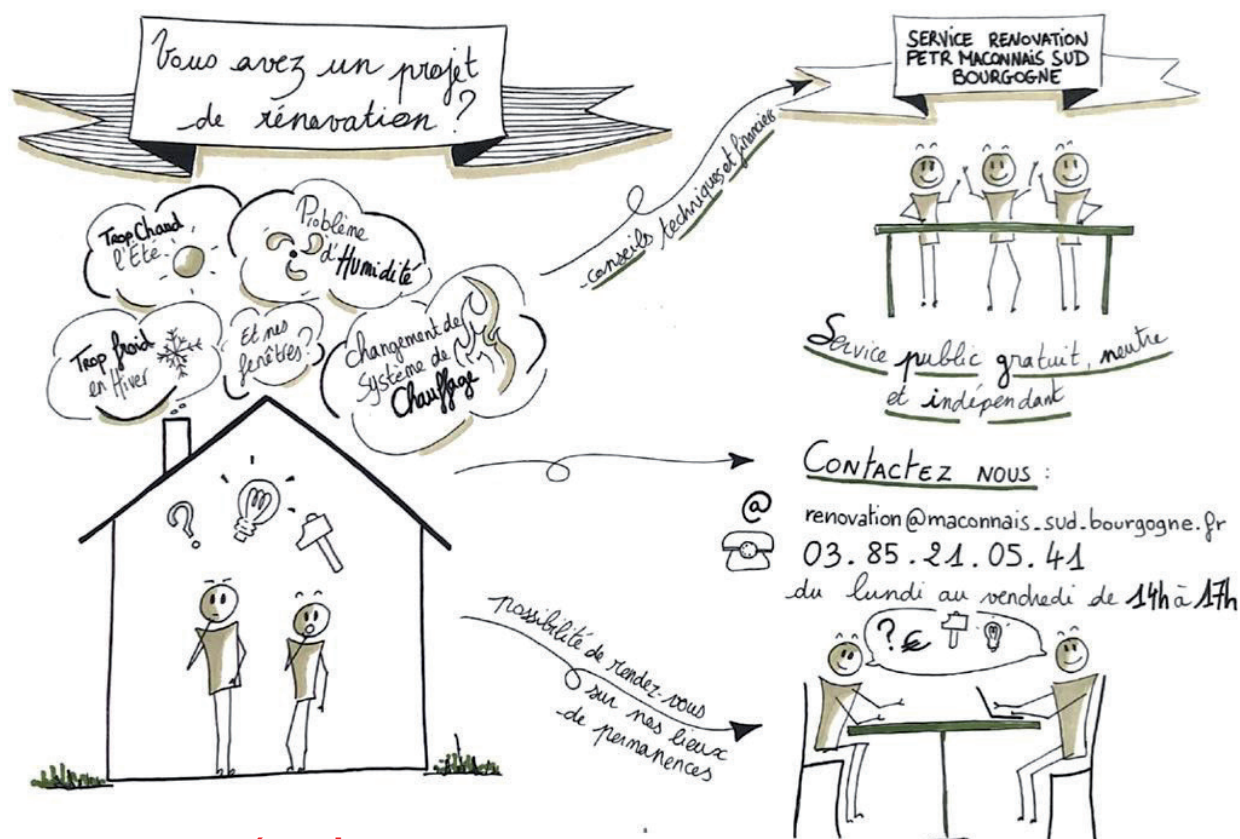 Vous avez un projet
de rénovation ?
Trop Chaud
l'Eté
Problème
d'Humidité
Trop froid
en Hiver
Et nes
fenêtres ?
Changement de
système de
Chauffage
conseils techniques et financiers
SERVICE RENOVATION
PETR MACONNAIS SUD
BOURGOGNE
Service public gratuit, neutre
et indépendant
CONTACTEZ NOUS :
@ renovation@maconnais_sud_bourgogne.fr
03.85.21.05.41
du lundi au vendredi de 14h à 17h
possibilité de rendez-vous
sur nes lieux
de permanences
? €
?